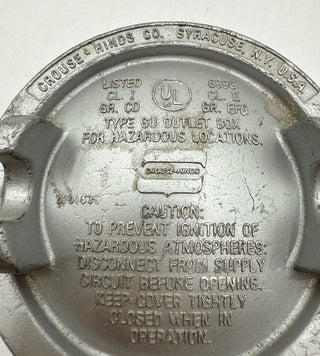 CROUSE-HINDS CO. SYRACUSE, N.Y. U.S.A.
LISTED UL 699S
CL. I CL. II
GR. CD GR. EFG
TYPE GU OUTLET BOX
FOR HAZARDOUS LOCATIONS.
CROUSE-HINDS
CAUTION:
TO PREVENT IGNITION OF
HAZARDOUS ATMOSPHERES:
DISCONNECT FROM SUPPLY
CIRCUIT BEFORE OPENING.
KEEP COVER TIGHTLY
CLOSED WHEN IN
OPERATION.